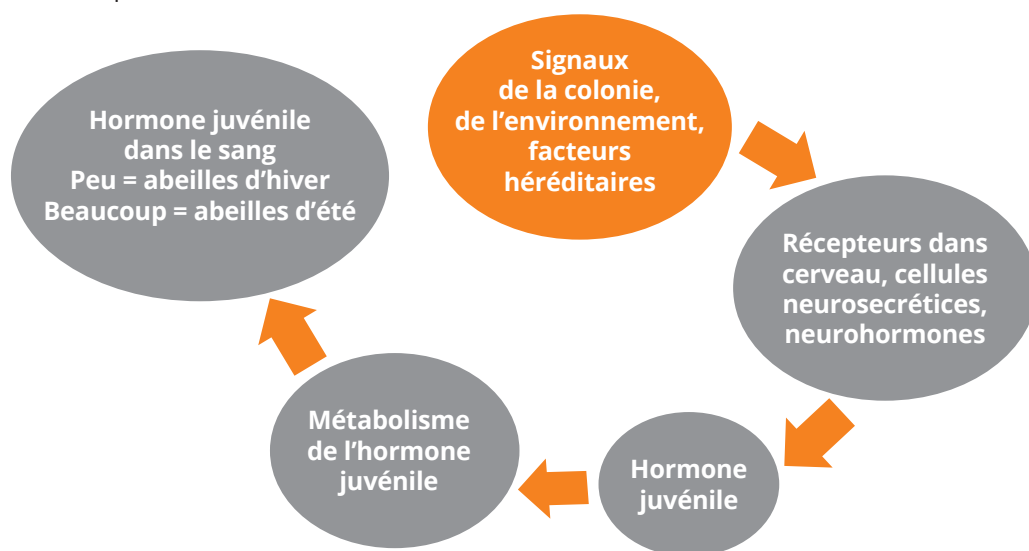 Signaux
de la colonie,
de l'environnement,
facteurs
héréditaires
Récepteurs dans
cerveau, cellules
neurosecrétices,
neurohormones
Hormone
juvénile
Métabolisme
de l'hormone
juvénile
Hormone juvénile
dans le sang
Peu = abeilles d'hiver
Beaucoup = abeilles d'été